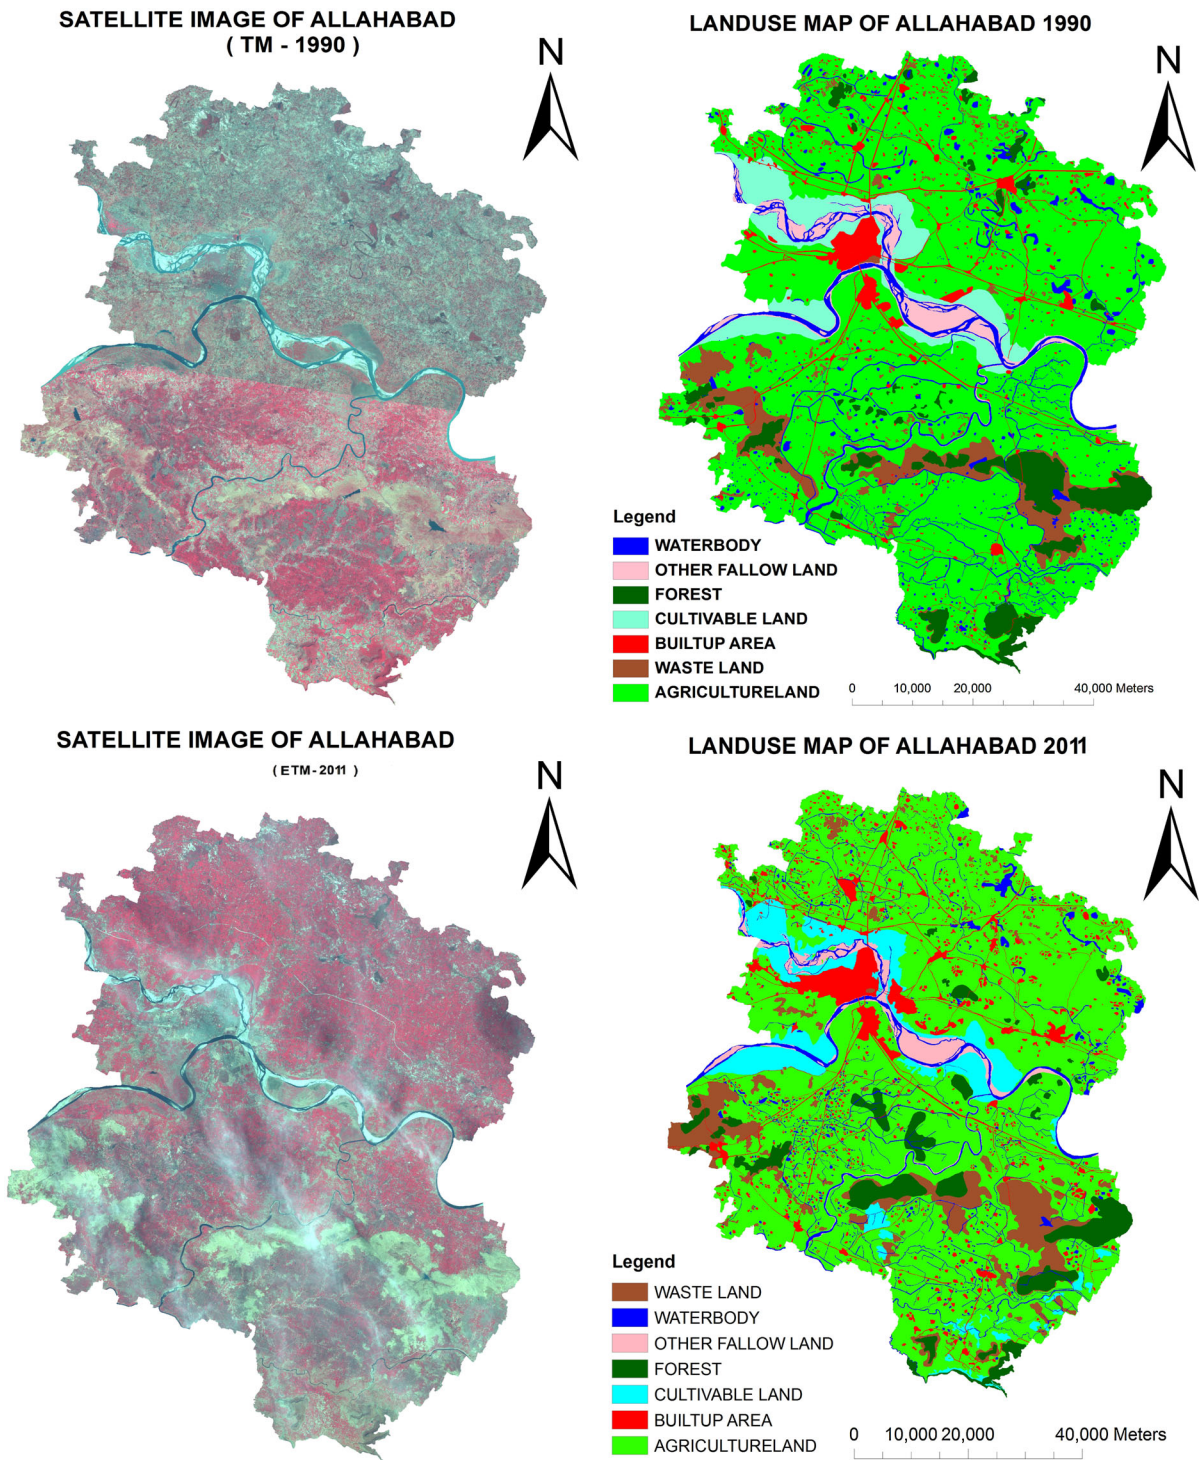 SATELLITE IMAGE OF ALLAHABAD
( TM - 1990 )
N
LANDUSE MAP OF ALLAHABAD 1990
N
Legend
WATERBODY
OTHER FALLOW LAND
FOREST
CULTIVABLE LAND
BUILTUP AREA
WASTE LAND
AGRICULTURELAND
0 10,000 20,000 40,000 Meters
SATELLITE IMAGE OF ALLAHABAD
( ETM - 2011 )
N
LANDUSE MAP OF ALLAHABAD 2011
N
Legend
WASTE LAND
WATERBODY
OTHER FALLOW LAND
FOREST
CULTIVABLE LAND
BUILTUP AREA
AGRICULTURELAND
0 10,000 20,000 40,000 Meters